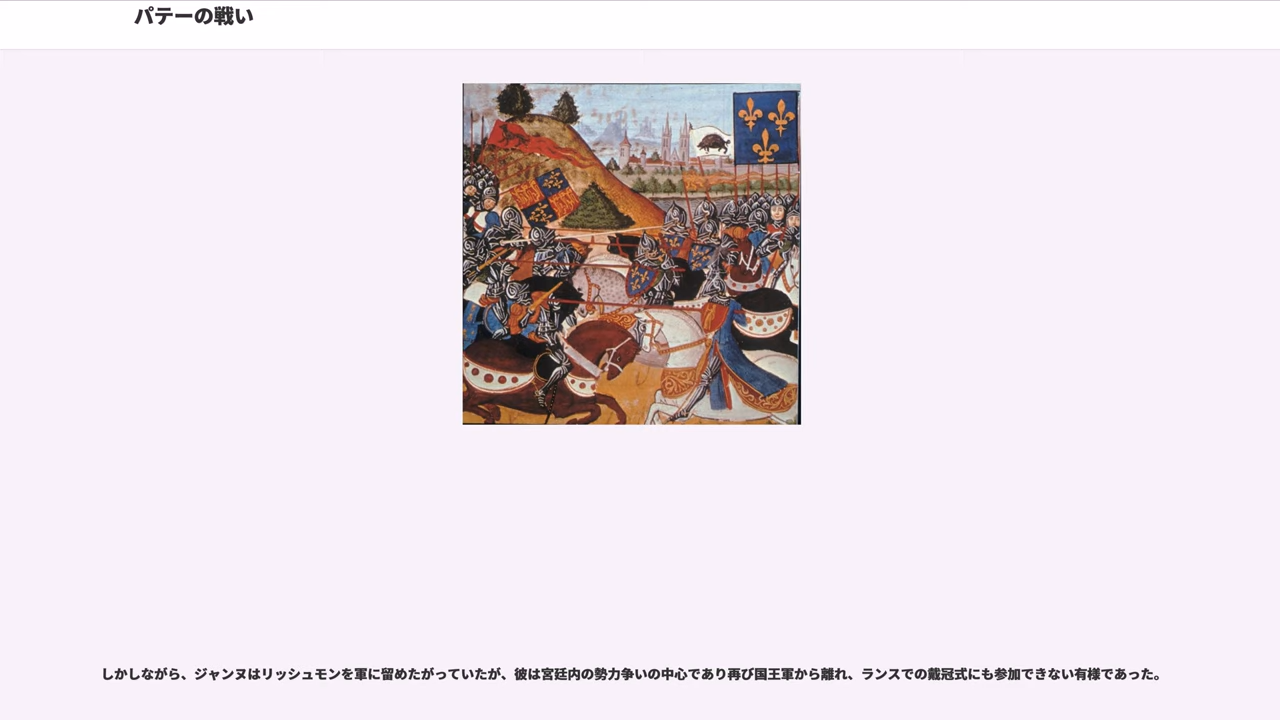 パテーの戦い
しかしながら、ジャンヌはリッシュモンを軍に留めたがっていたが、彼は宮廷内の勢力争いの中心であり再び国王軍から離れ、ランスでの戴冠式にも参加できない有様であった。